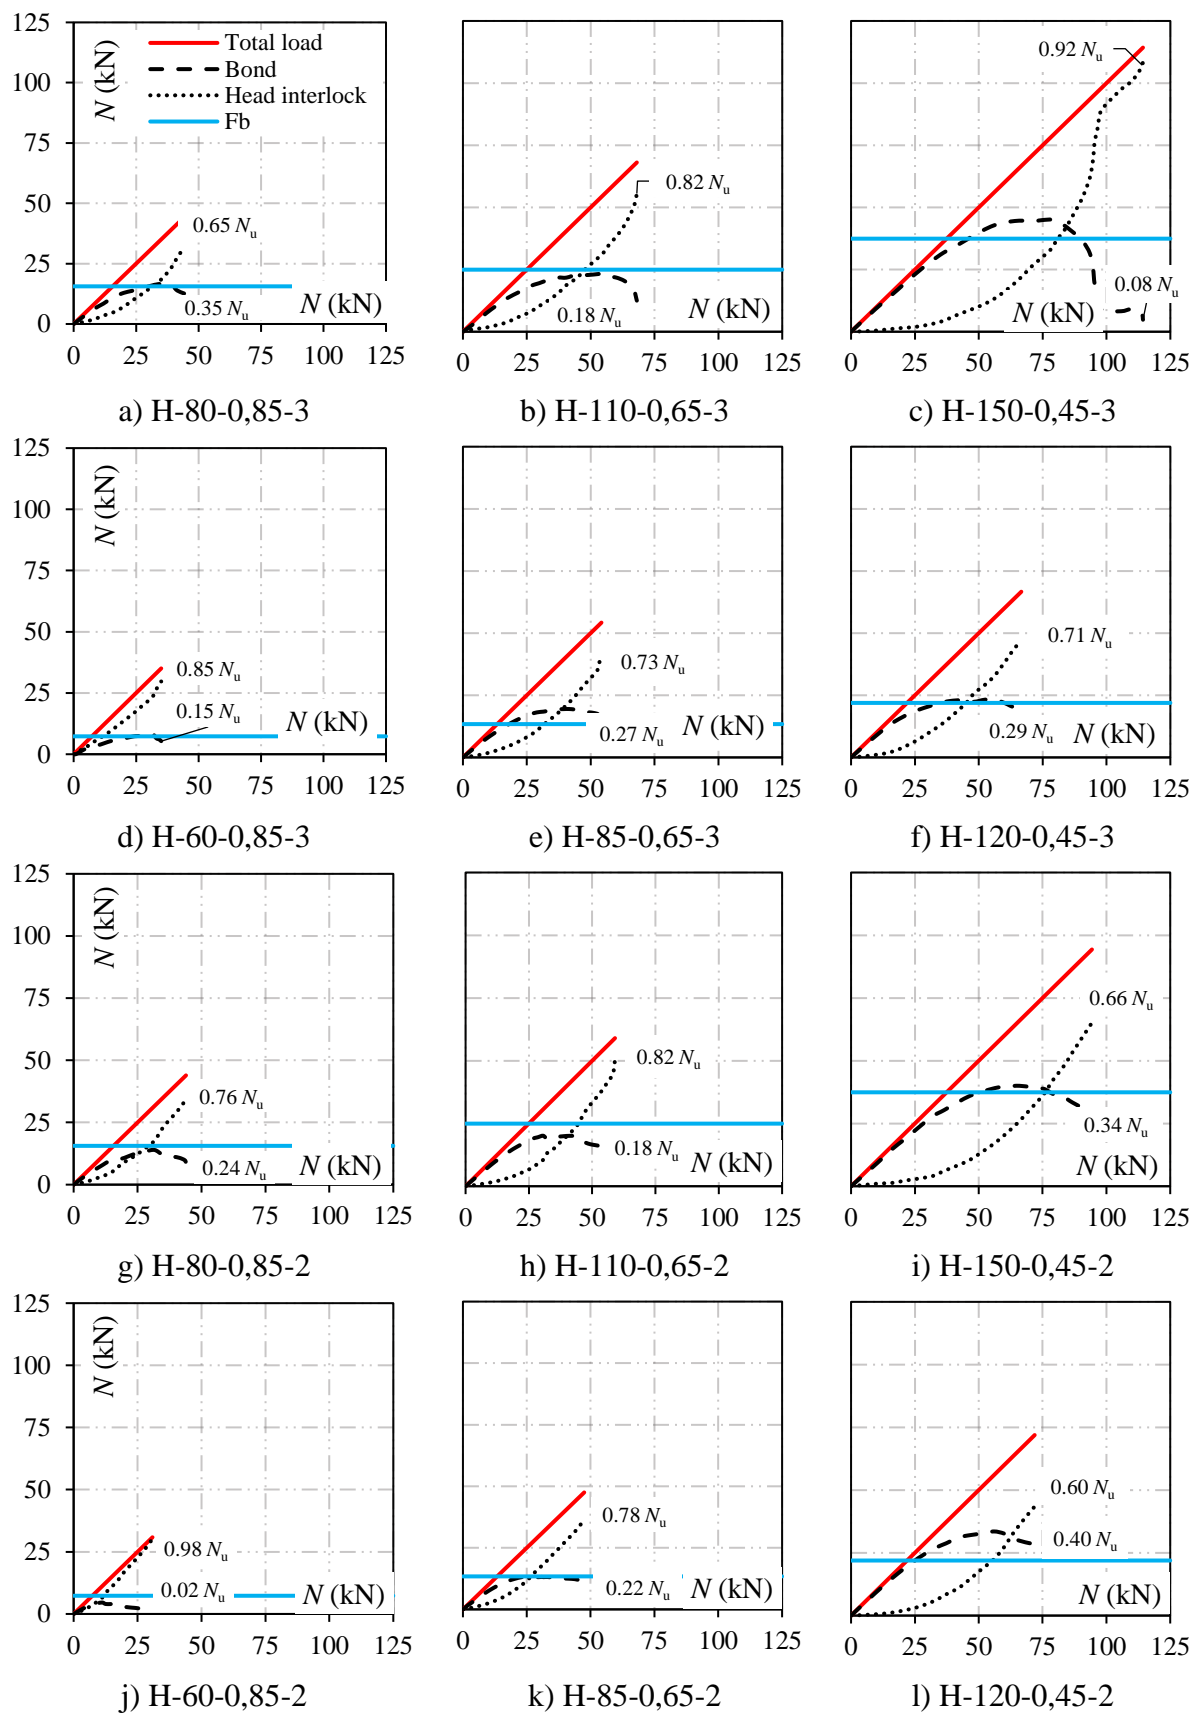 125
100
75
50
25
0
N (kN)
Total load
Bond
Head interlock
Fb
0.65 Nu
0.35 Nu
N (kN)
0 25 50 75 100 125
a) H-80-0,85-3
0.82 Nu
0.18 Nu
N (kN)
0 25 50 75 100 125
b) H-110-0,65-3
0.92 Nu
0.08 Nu
N (kN)
0 25 50 75 100 125
c) H-150-0,45-3
125
100
75
50
25
0
N (kN)
0.85 Nu
0.15 Nu
N (kN)
0 25 50 75 100 125
d) H-60-0,85-3
0.73 Nu
0.27 Nu
N (kN)
0 25 50 75 100 125
e) H-85-0,65-3
0.71 Nu
0.29 Nu
N (kN)
0 25 50 75 100 125
f) H-120-0,45-3
125
100
75
50
25
0
N (kN)
0.76 Nu
0.24 Nu
N (kN)
0 25 50 75 100 125
g) H-80-0,85-2
0.82 Nu
0.18 Nu
N (kN)
0 25 50 75 100 125
h) H-110-0,65-2
0.66 Nu
0.34 Nu
N (kN)
0 25 50 75 100 125
i) H-150-0,45-2
125
100
75
50
25
0
N (kN)
0.98 Nu
0.02 Nu
N (kN)
0 25 50 75 100 125
j) H-60-0,85-2
0.78 Nu
0.22 Nu
N (kN)
0 25 50 75 100 125
k) H-85-0,65-2
0.60 Nu
0.40 Nu
N (kN)
0 25 50 75 100 125
l) H-120-0,45-2